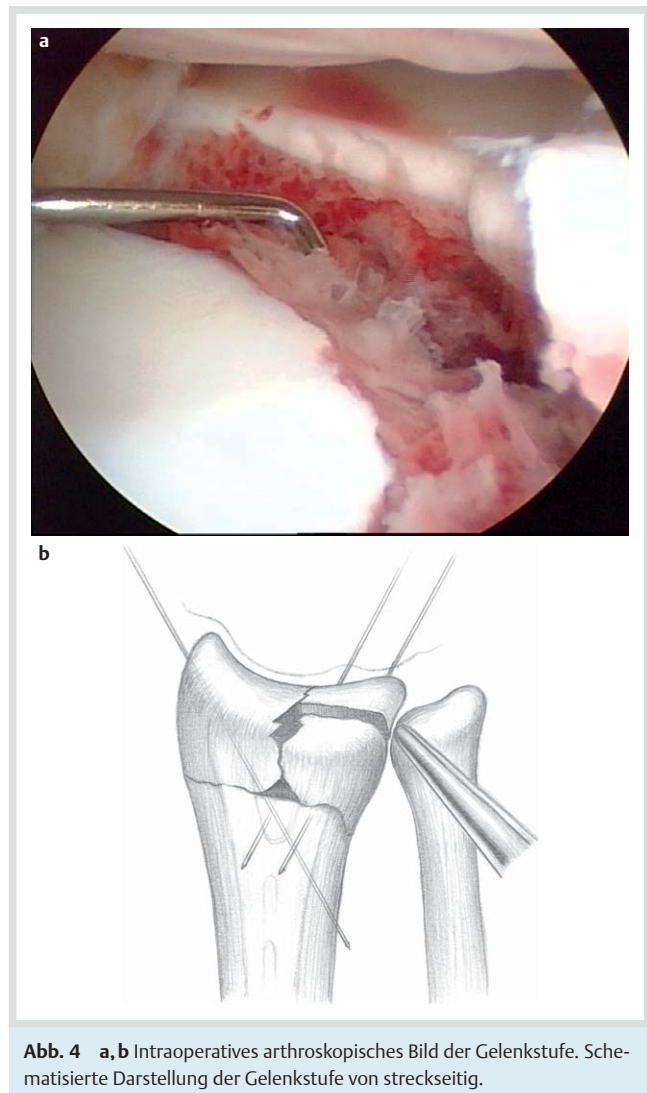 a
b
Abb. 4 a, b Intraoperatives arthroskopisches Bild der Gelenkstufe. Sche-
matisierte Darstellung der Gelenkstufe von streckseitig.